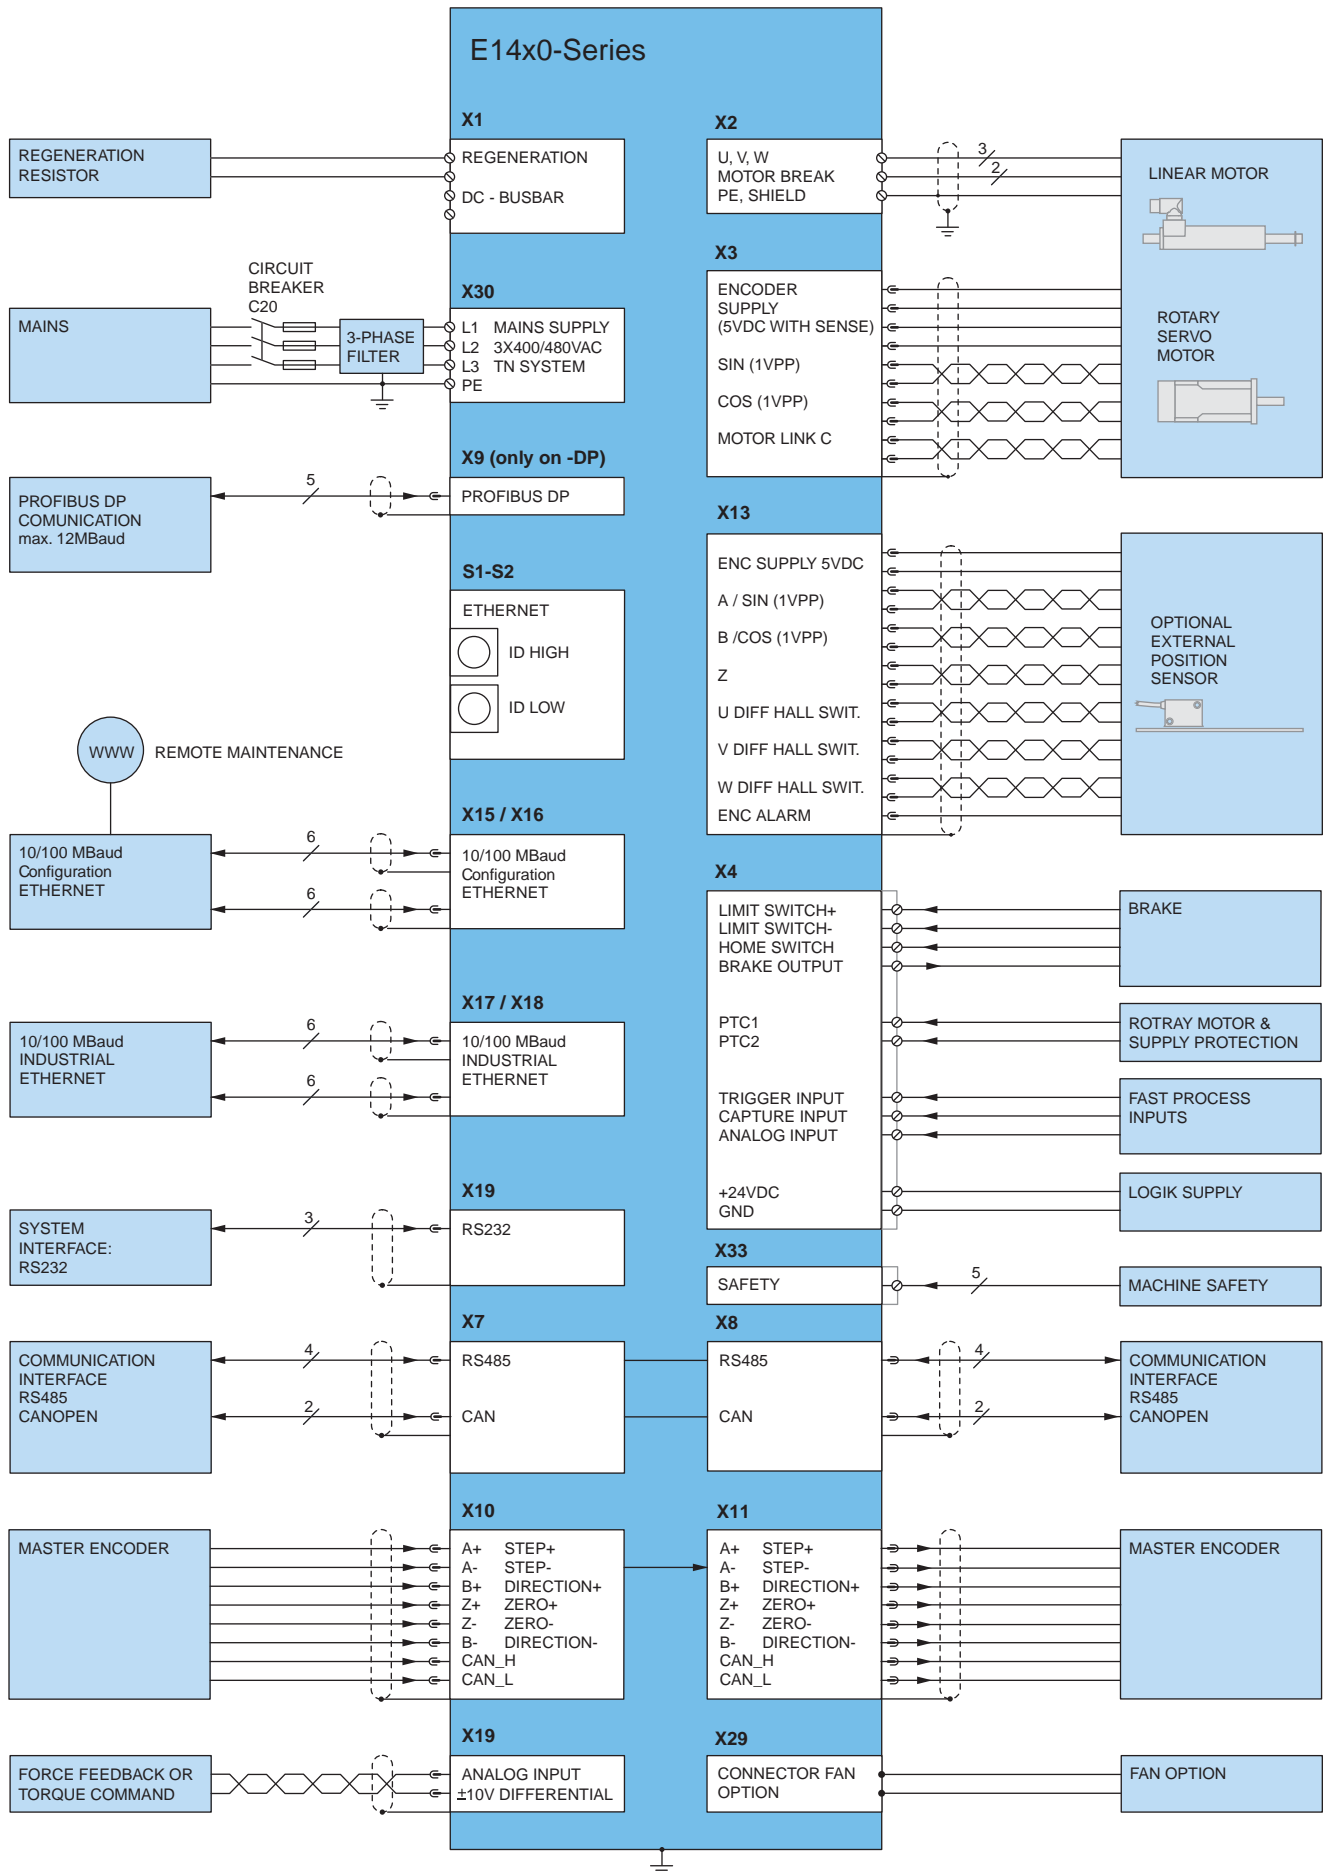 E14x0-Series
X1
REGENERATION
RESISTOR
REGENERATION
DC - BUSBAR
CIRCUIT
BREAKER
C20
X30
MAINS
3-PHASE
FILTER
L1 MAINS SUPPLY
L2 3X400/480VAC
L3 TN SYSTEM
PE
X9 (only on -DP)
PROFIBUS DP
COMUNICATION
max. 12MBaud
5
PROFIBUS DP
S1-S2
ETHERNET
ID HIGH
ID LOW
WWW
REMOTE MAINTENANCE
X15 / X16
10/100 MBaud
Configuration
ETHERNET
6
6
10/100 MBaud
Configuration
ETHERNET
X17 / X18
10/100 MBaud
INDUSTRIAL
ETHERNET
6
6
10/100 MBaud
INDUSTRIAL
ETHERNET
X19
SYSTEM
INTERFACE:
RS232
3
RS232
X7
COMMUNICATION
INTERFACE
RS485
CANOPEN
4
2
RS485
CAN
X10
MASTER ENCODER
A+ STEP+
A- STEP-
B+ DIRECTION+
Z+ ZERO+
Z- ZERO-
B- DIRECTION-
CAN_H
CAN_L
X19
FORCE FEEDBACK OR
TORQUE COMMAND
ANALOG INPUT
±10V DIFFERENTIAL
X2
U, V, W
MOTOR BREAK
PE, SHIELD
3
2
LINEAR MOTOR
ROTARY
SERVO
MOTOR
X3
ENCODER
SUPPLY
(5VDC WITH SENSE)
SIN (1VPP)
COS (1VPP)
MOTOR LINK C
X13
ENC SUPPLY 5VDC
A / SIN (1VPP)
B /COS (1VPP)
Z
U DIFF HALL SWIT.
V DIFF HALL SWIT.
W DIFF HALL SWIT.
ENC ALARM
OPTIONAL
EXTERNAL
POSITION
SENSOR
X4
LIMIT SWITCH+
LIMIT SWITCH-
HOME SWITCH
BRAKE OUTPUT
BRAKE
PTC1
PTC2
ROTRAY MOTOR &
SUPPLY PROTECTION
TRIGGER INPUT
CAPTURE INPUT
ANALOG INPUT
FAST PROCESS
INPUTS
+24VDC
GND
LOGIK SUPPLY
X33
SAFETY
5
MACHINE SAFETY
X8
RS485
CAN
4
2
COMMUNICATION
INTERFACE
RS485
CANOPEN
X11
A+ STEP+
A- STEP-
B+ DIRECTION+
Z+ ZERO+
Z- ZERO-
B- DIRECTION-
CAN_H
CAN_L
MASTER ENCODER
X29
CONNECTOR FAN
OPTION
FAN OPTION